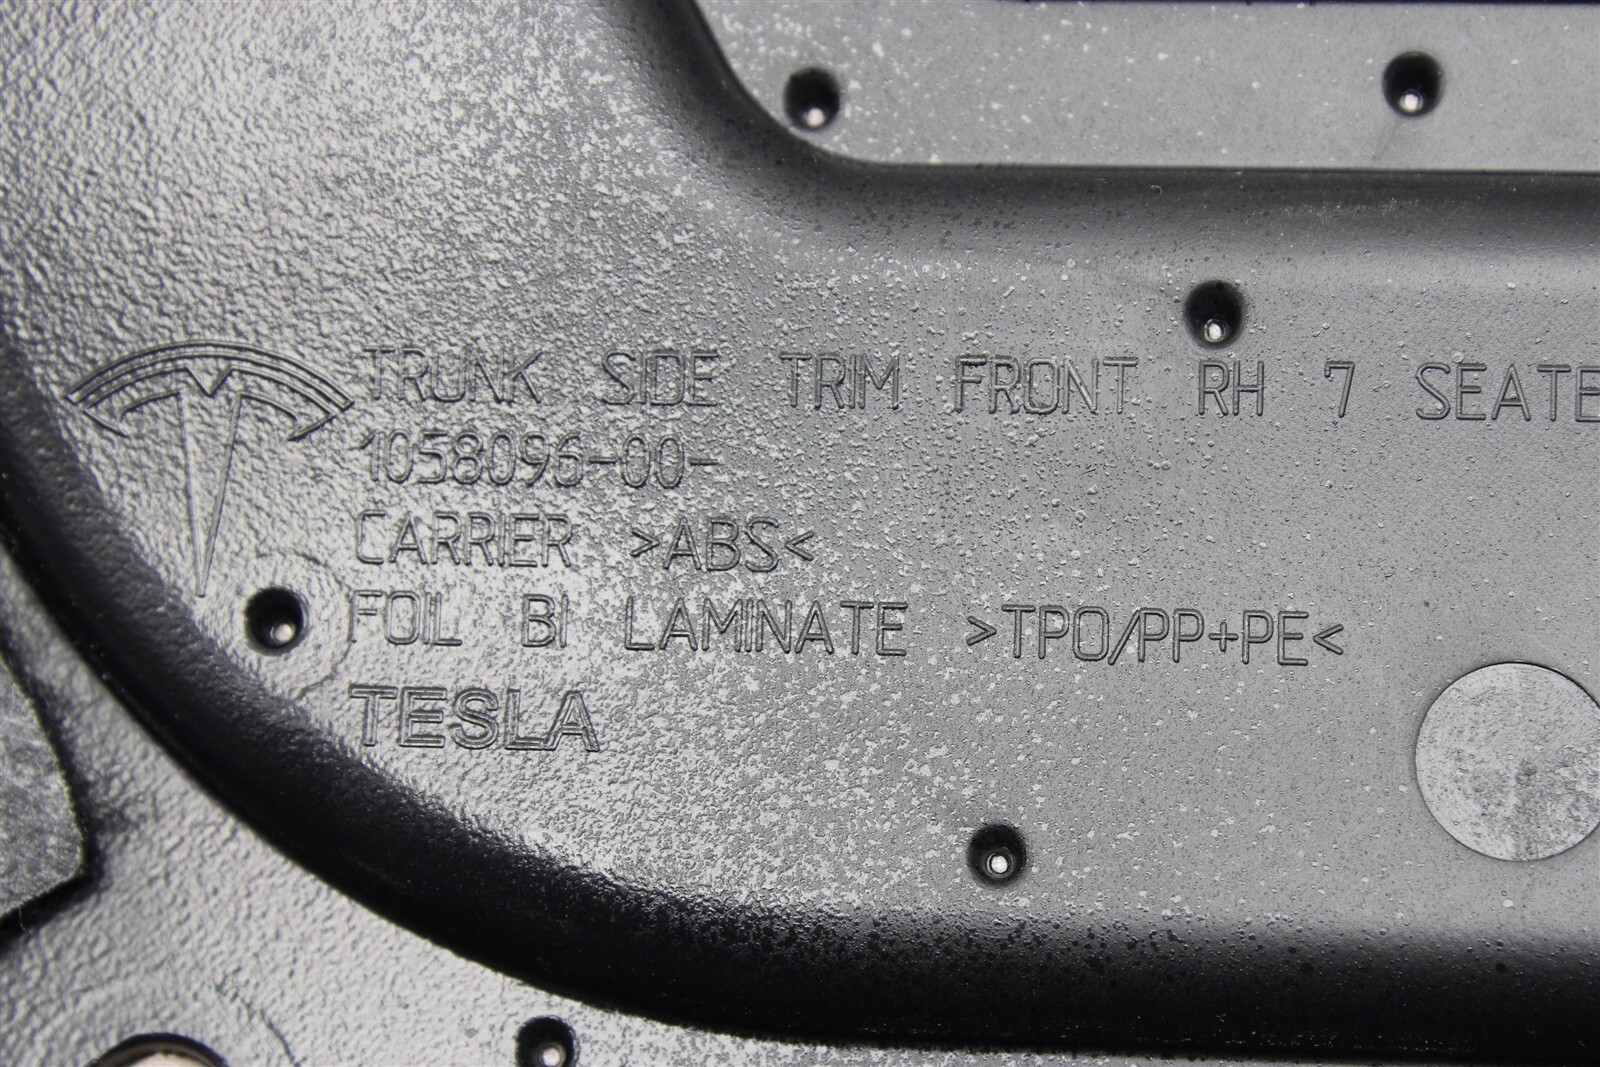 TRUNK SIDE TRIM FRONT RH 7 SEATE
1058096-00-
CARRIER >ABS<
FOIL BI LAMINATE >TPO/PP+PE<
TESLA